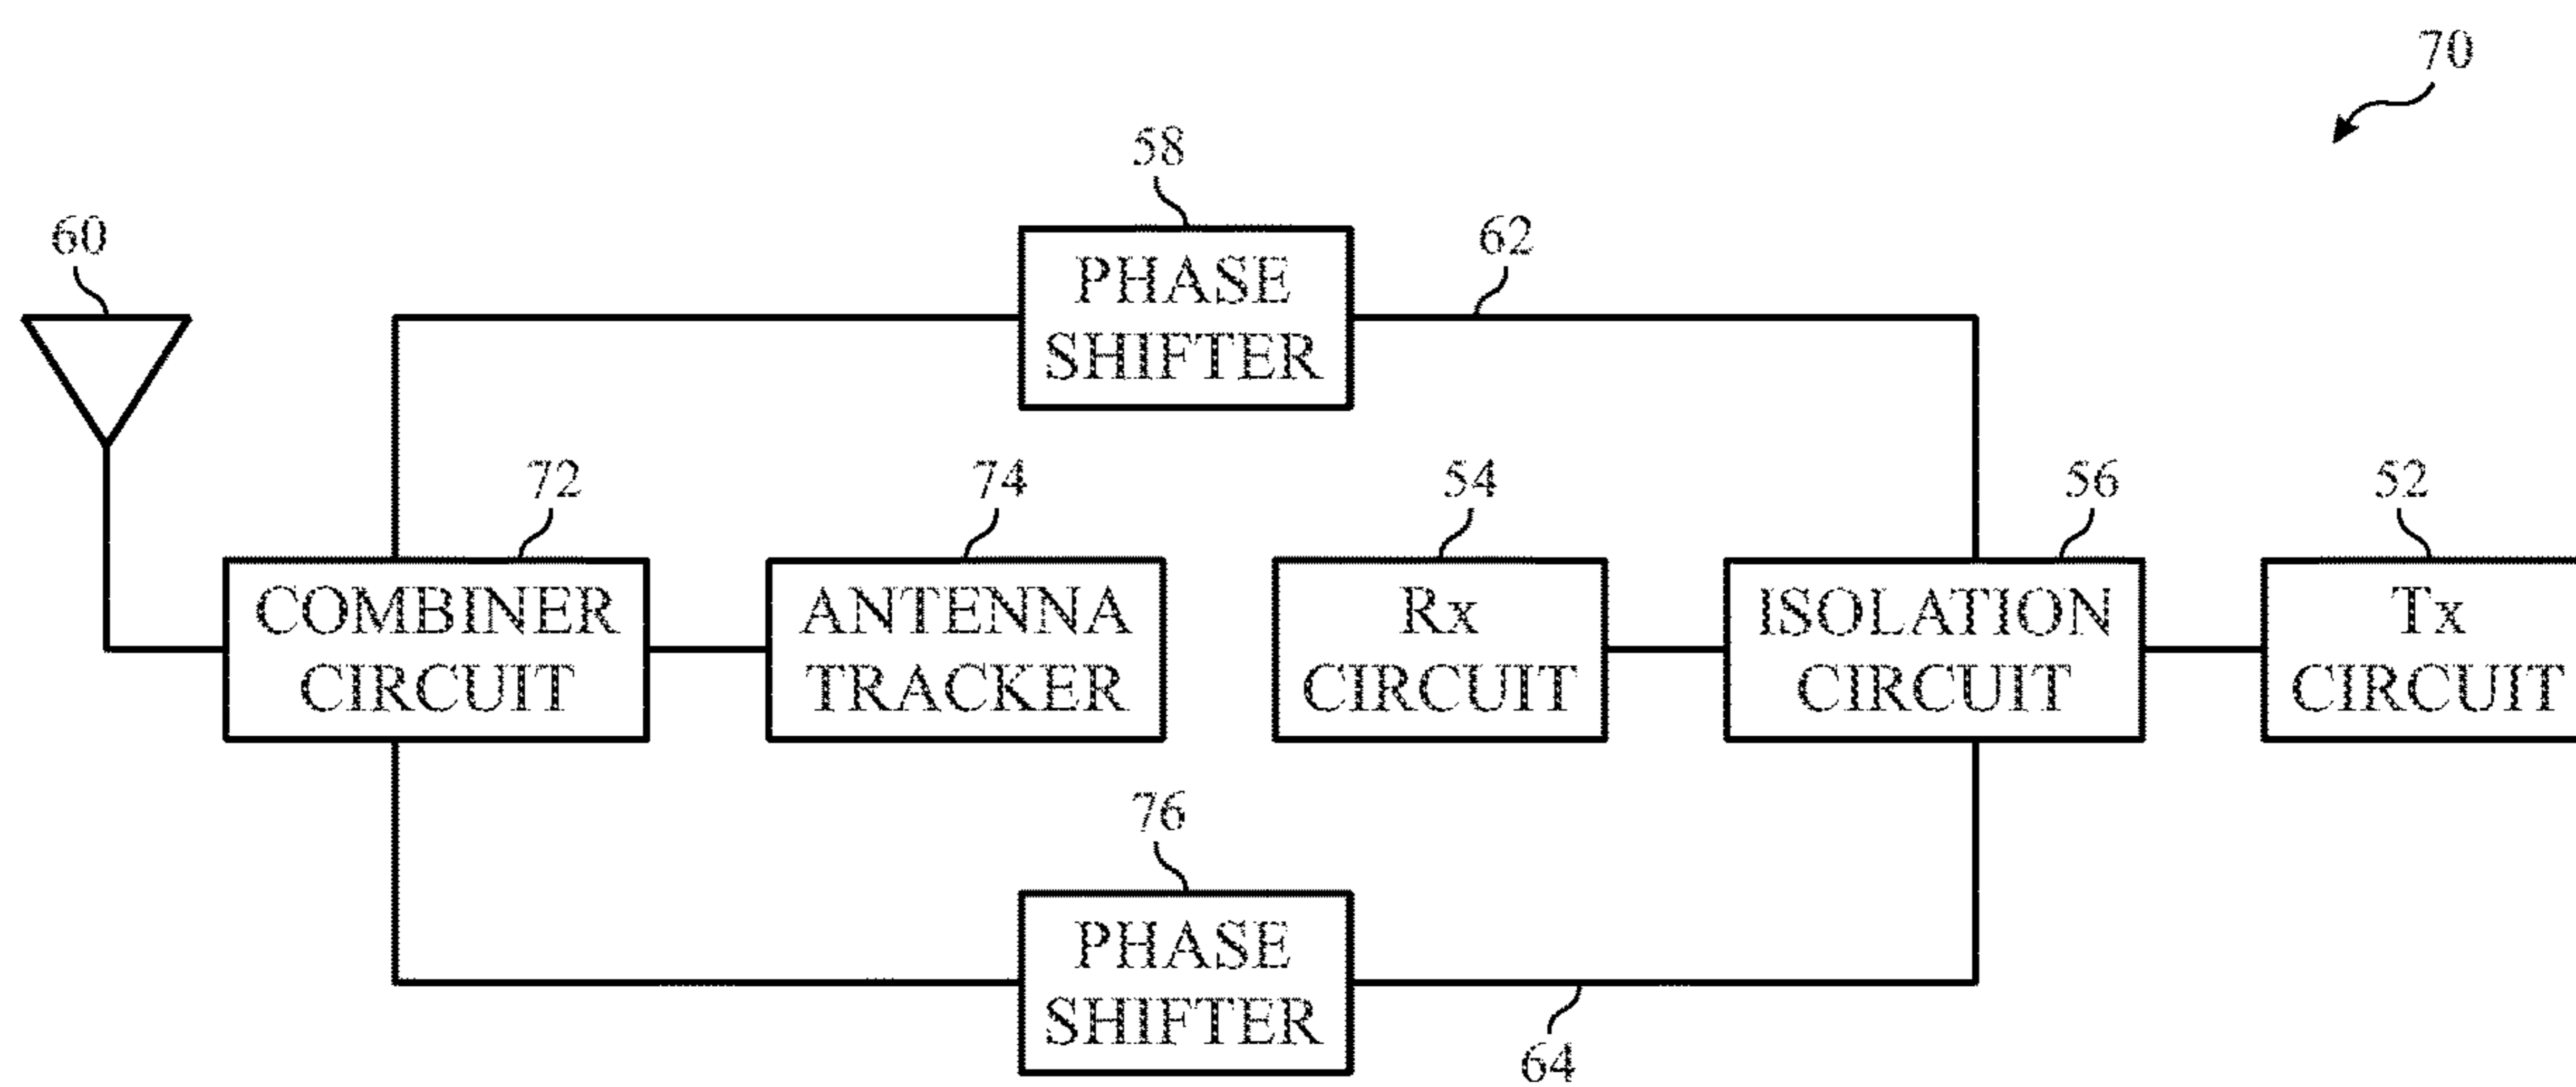 70
58
60
62
PHASE
SHIFTER
72
74
54
56
52
COMBINER
CIRCUIT
ANTENNA
TRACKER
Rx
CIRCUIT
ISOLATION
CIRCUIT
Tx
CIRCUIT
76
PHASE
SHIFTER
64